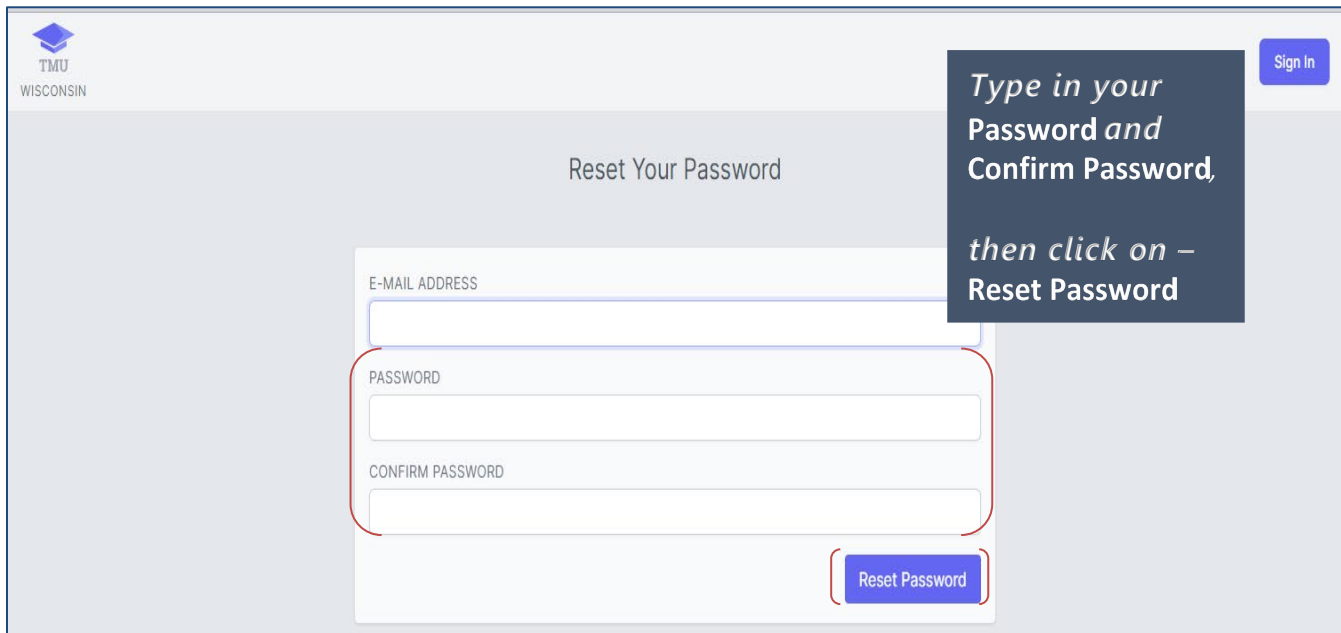 TMU
WISCONSIN
Sign In
Type in your
Password and
Confirm Password,
then click on –
Reset Password
Reset Your Password
E-MAIL ADDRESS
PASSWORD
CONFIRM PASSWORD
Reset Password